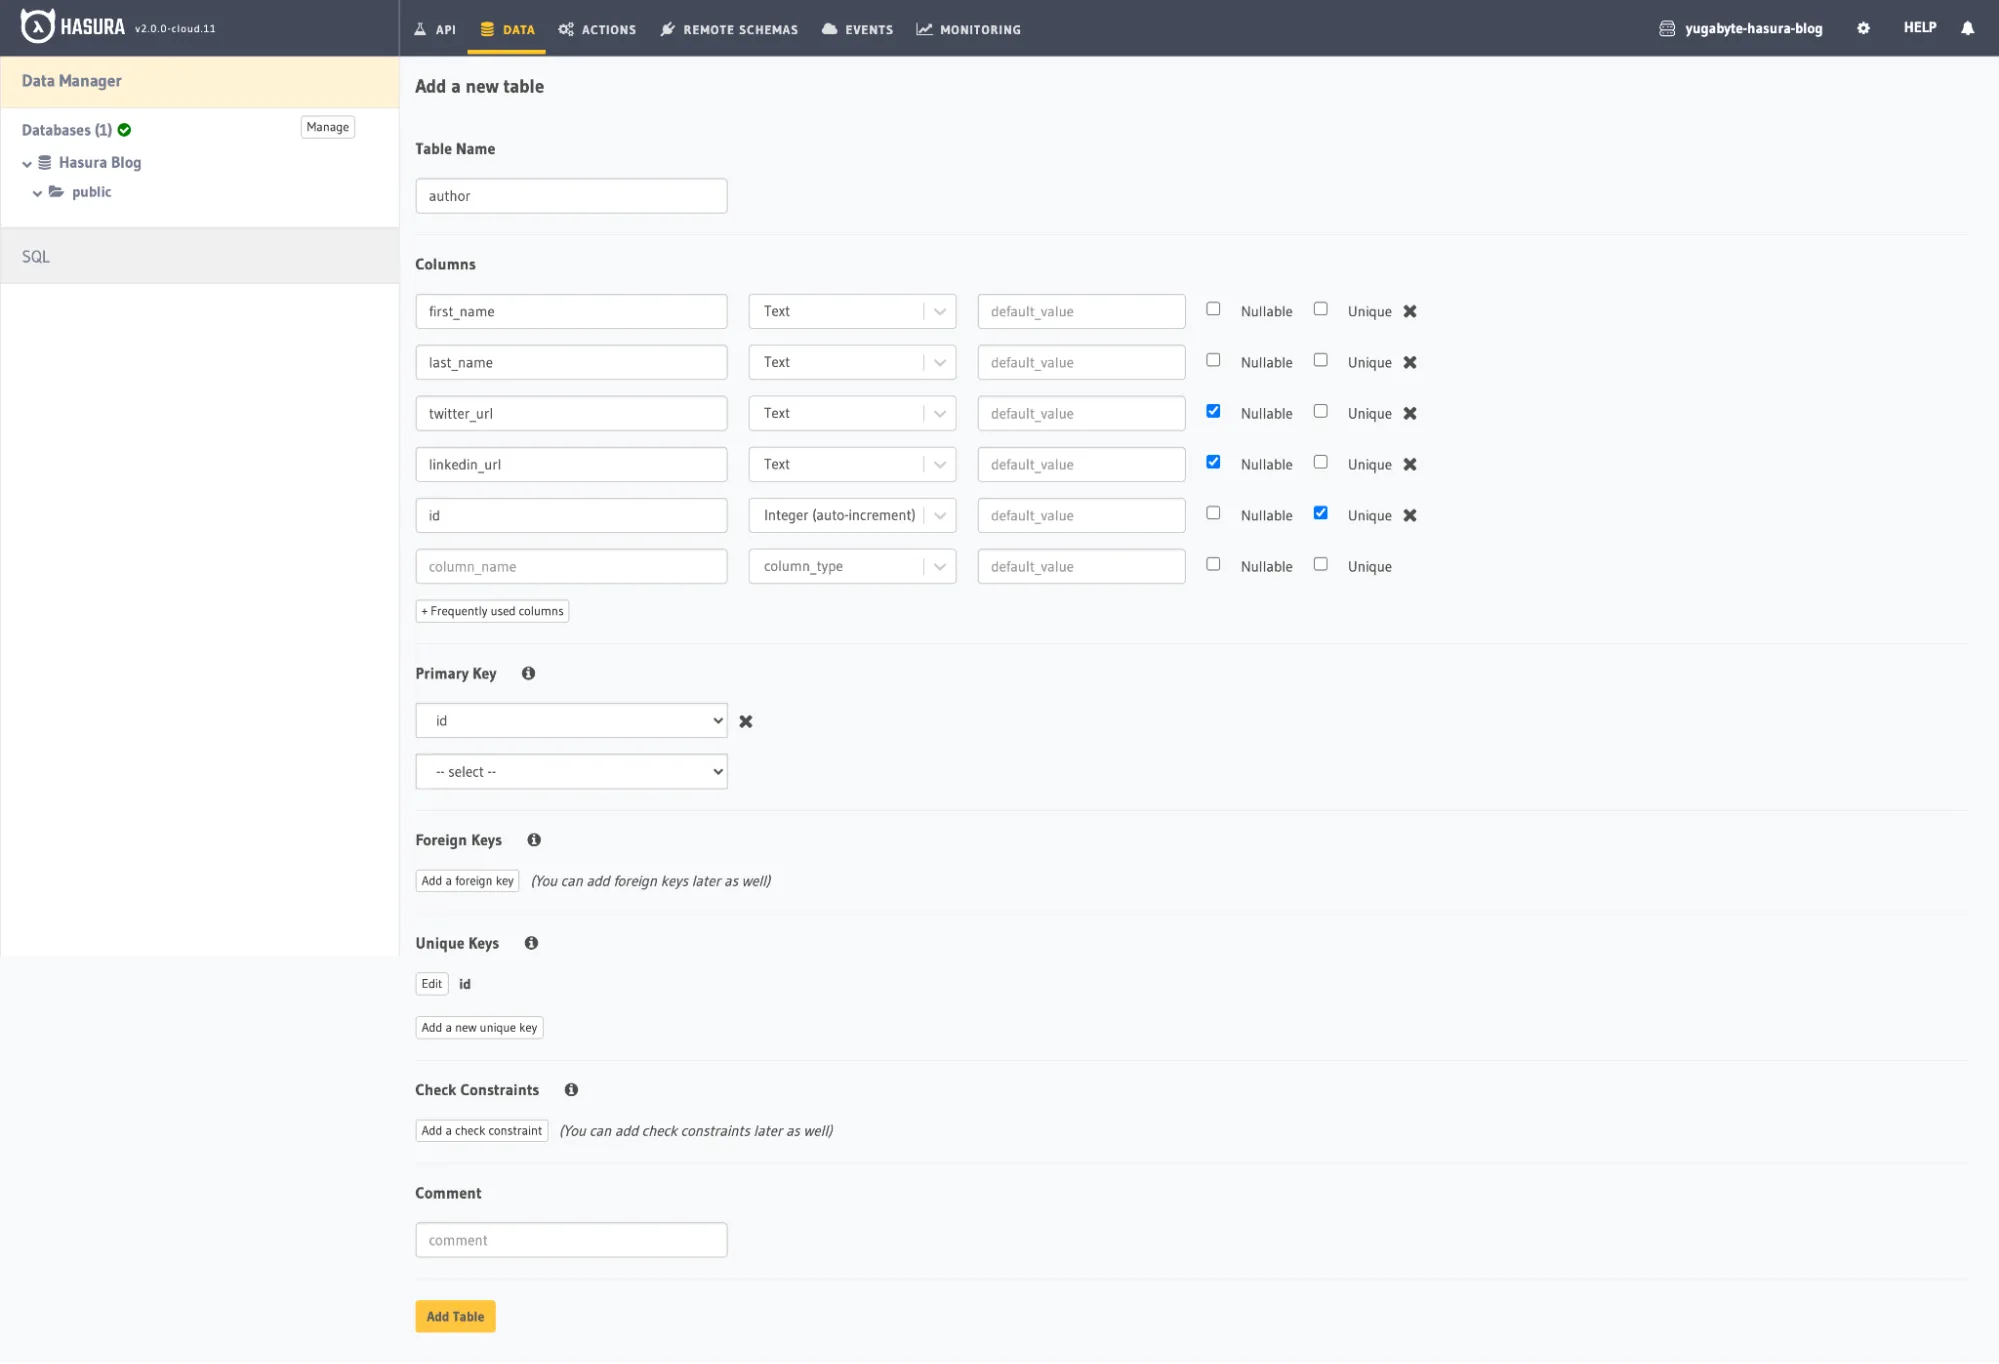 HASURA v2.0.0-cloud.11 API DATA ACTIONS REMOTE SCHEMAS EVENTS MONITORING yugabyte-hasura-blog HELP
Data Manager
Databases (1) Manage
Hasura Blog
public
SQL
Add a new table
Table Name
author
Columns
first_name Text default_value Nullable Unique
last_name Text default_value Nullable Unique
twitter_url Text default_value Nullable Unique
linkedin_url Text default_value Nullable Unique
id Integer (auto-increment) default_value Nullable Unique
column_name column_type default_value Nullable Unique
+ Frequently used columns
Primary Key
id
-- select --
Foreign Keys
Add a foreign key (You can add foreign keys later as well)
Unique Keys
Edit id
Add a new unique key
Check Constraints
Add a check constraint (You can add check constraints later as well)
Comment
comment
Add Table